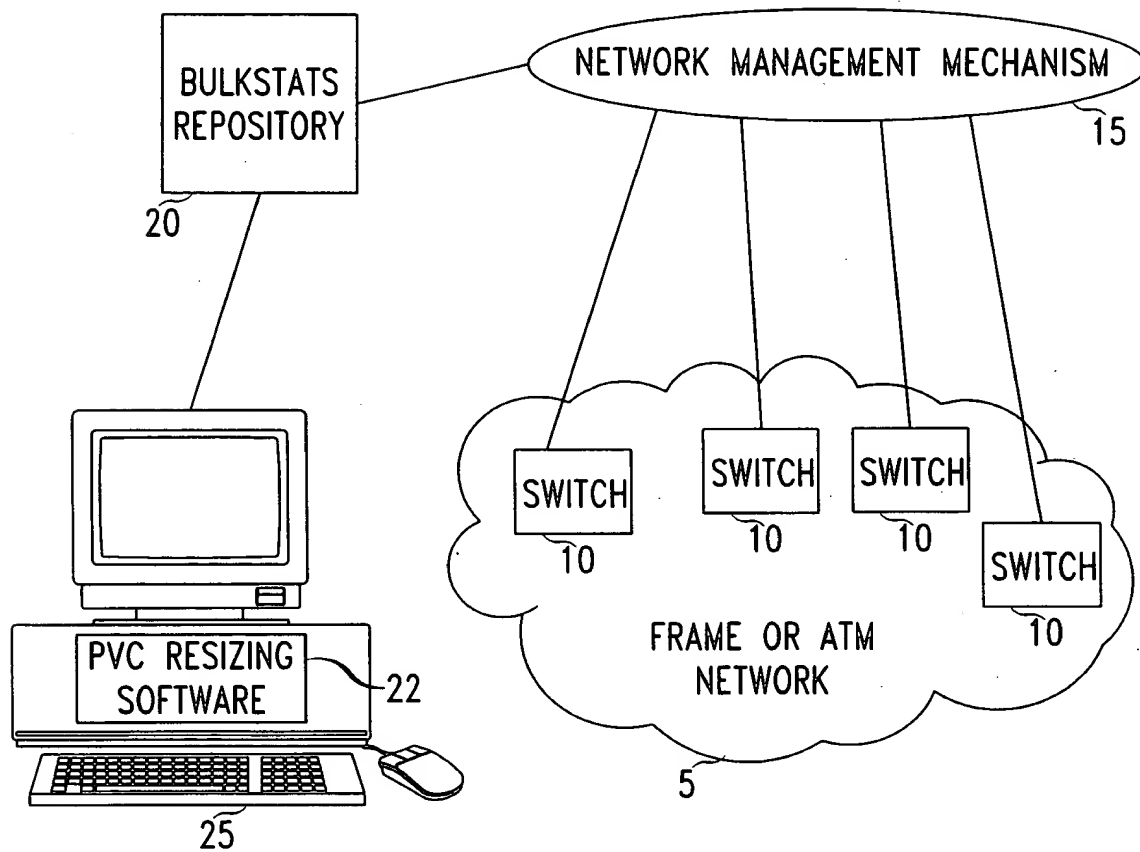 BULKSTATS
REPOSITORY
20
NETWORK MANAGEMENT MECHANISM
15
SWITCH
10
SWITCH
10
SWITCH
10
SWITCH
10
FRAME OR ATM
NETWORK
5
PVC RESIZING
SOFTWARE
22
25